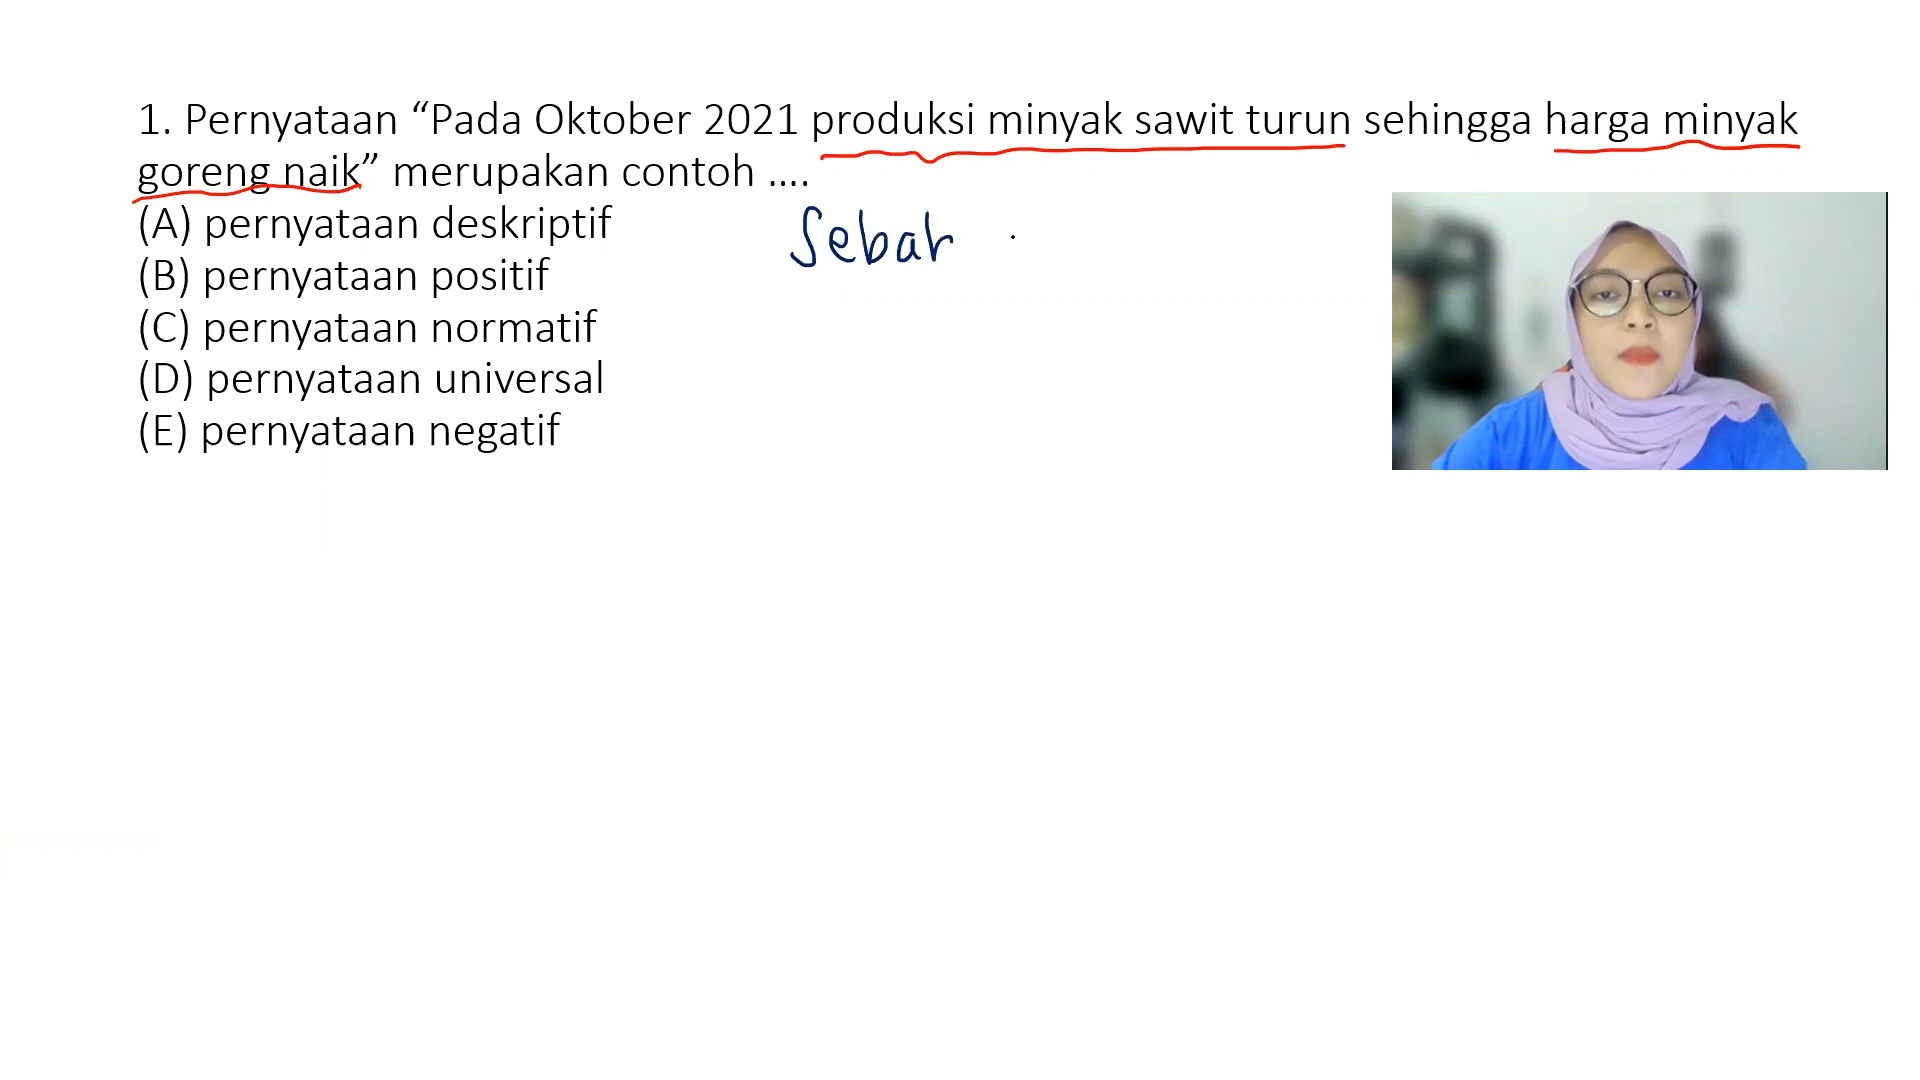 1. Pernyataan “Pada Oktober 2021 produksi minyak sawit turun sehingga harga minyak
goreng naik” merupakan contoh ....
(A) pernyataan deskriptif
Sebab
(B) pernyataan positif
(C) pernyataan normatif
(D) pernyataan universal
(E) pernyataan negatif